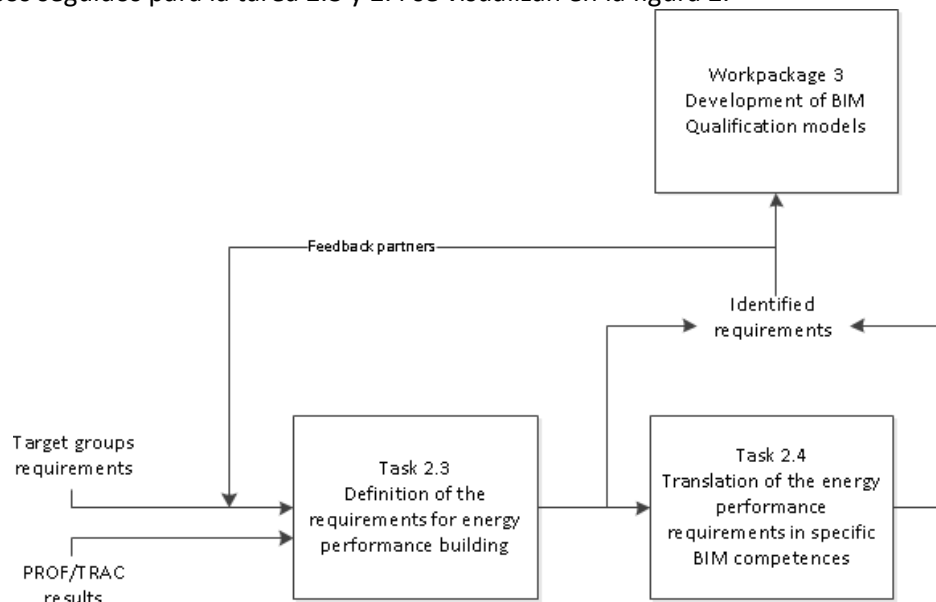 Workpackage 3
Development of BIM
Qualification models
Feedback partners
Identified
requirements
Target groups
requirements
Task 2.3
Definition of the
requirements for energy
performance building
Task 2.4
Translation of the energy
performance
requirements in specific
BIM competences
PROF/TRAC
results